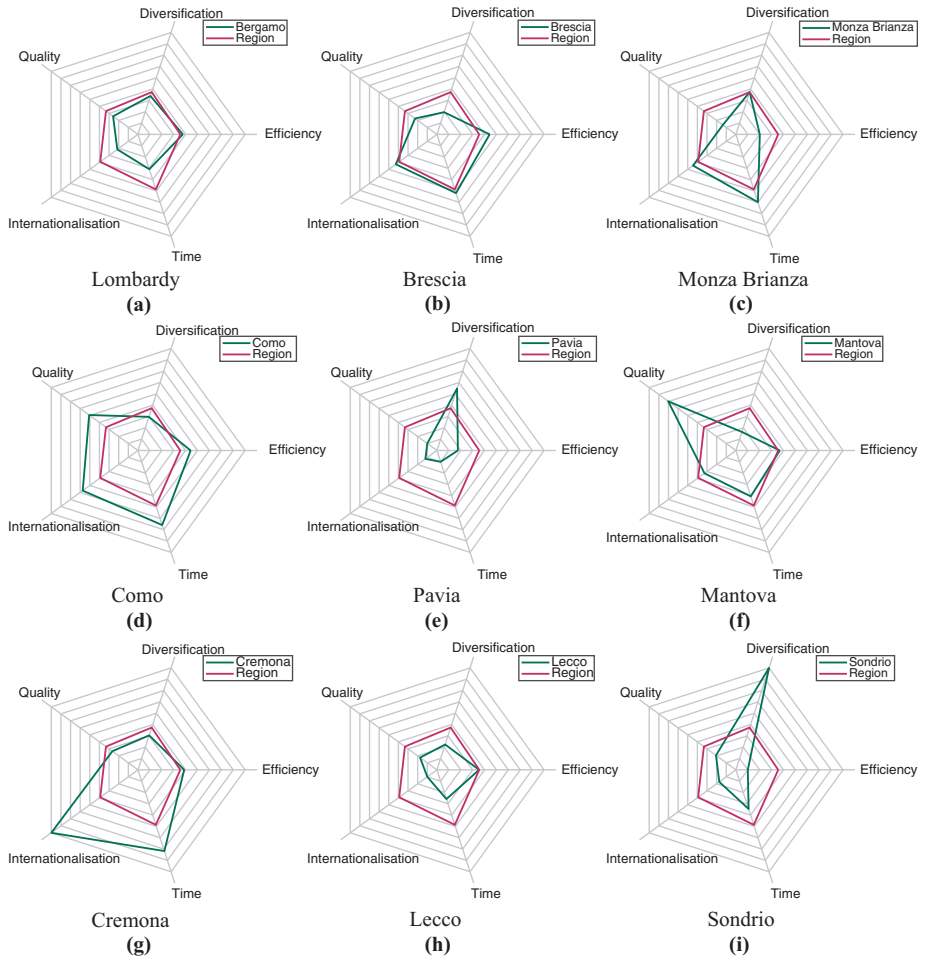 Diversification
Bergamo
Region
Quality
Efficiency
Internationalisation
Time
Lombardy
(a)
Diversification
Brescia
Region
Quality
Efficiency
Internationalisation
Time
Brescia
(b)
Diversification
Monza Brianza
Region
Quality
Efficiency
Internationalisation
Time
Monza Brianza
(c)
Diversification
Como
Region
Quality
Efficiency
Internationalisation
Time
Como
(d)
Diversification
Pavia
Region
Quality
Efficiency
Internationalisation
Time
Pavia
(e)
Diversification
Mantova
Region
Quality
Efficiency
Internationalisation
Time
Mantova
(f)
Diversification
Cremona
Region
Quality
Efficiency
Internationalisation
Time
Cremona
(g)
Diversification
Lecco
Region
Quality
Efficiency
Internationalisation
Time
Lecco
(h)
Diversification
Sondrio
Region
Quality
Efficiency
Internationalisation
Time
Sondrio
(i)